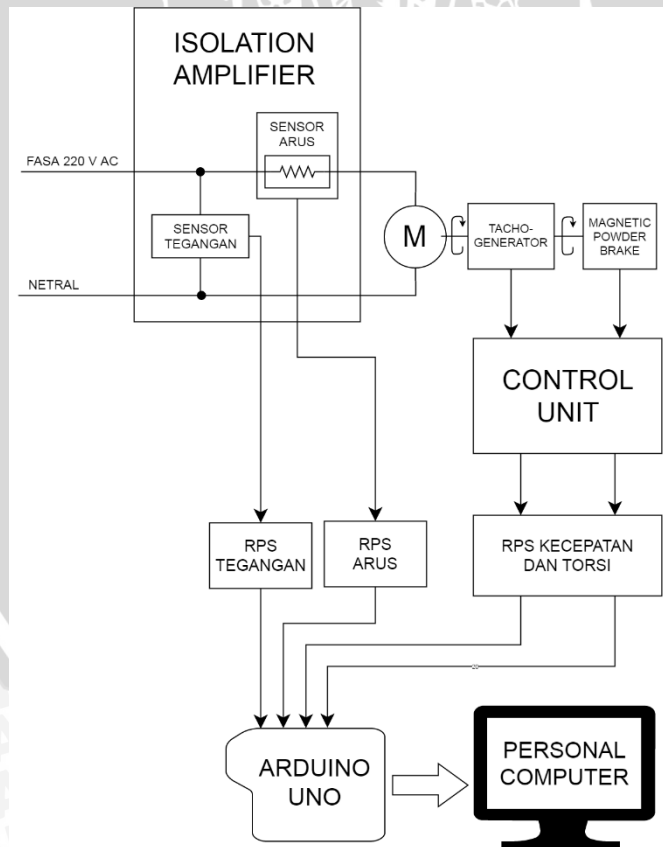 ISOLATION
AMPLIFIER
SENSOR
ARUS
FASA 220 V AC
SENSOR
TEGANGAN
M
TACHO-
GENERATOR
MAGNETIC
POWDER
BRAKE
NETRAL
CONTROL
UNIT
RPS
TEGANGAN
RPS
ARUS
RPS KECEPATAN
DAN TORSI
ARDUINO
UNO
PERSONAL
COMPUTER